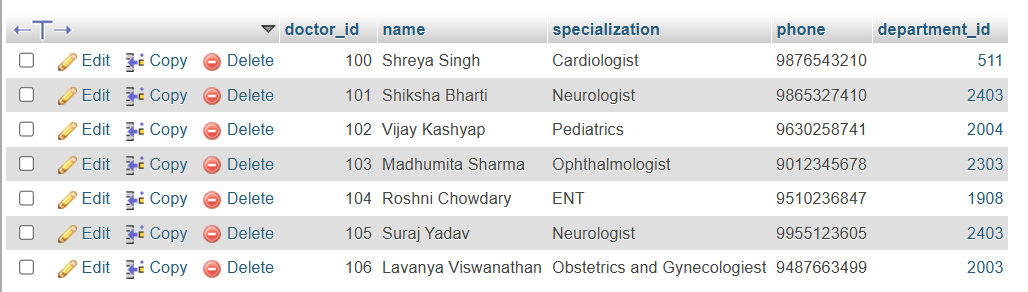 doctor_id name specialization phone department_id
Edit Copy Delete 100 Shreya Singh Cardiologist 9876543210 511
Edit Copy Delete 101 Shiksha Bharti Neurologist 9865327410 2403
Edit Copy Delete 102 Vijay Kashyap Pediatrics 9630258741 2004
Edit Copy Delete 103 Madhumita Sharma Ophthalmologist 9012345678 2303
Edit Copy Delete 104 Roshni Chowdary ENT 9510236847 1908
Edit Copy Delete 105 Suraj Yadav Neurologist 9955123605 2403
Edit Copy Delete 106 Lavanya Viswanathan Obstetrics and Gynecologiest 9487663499 2003